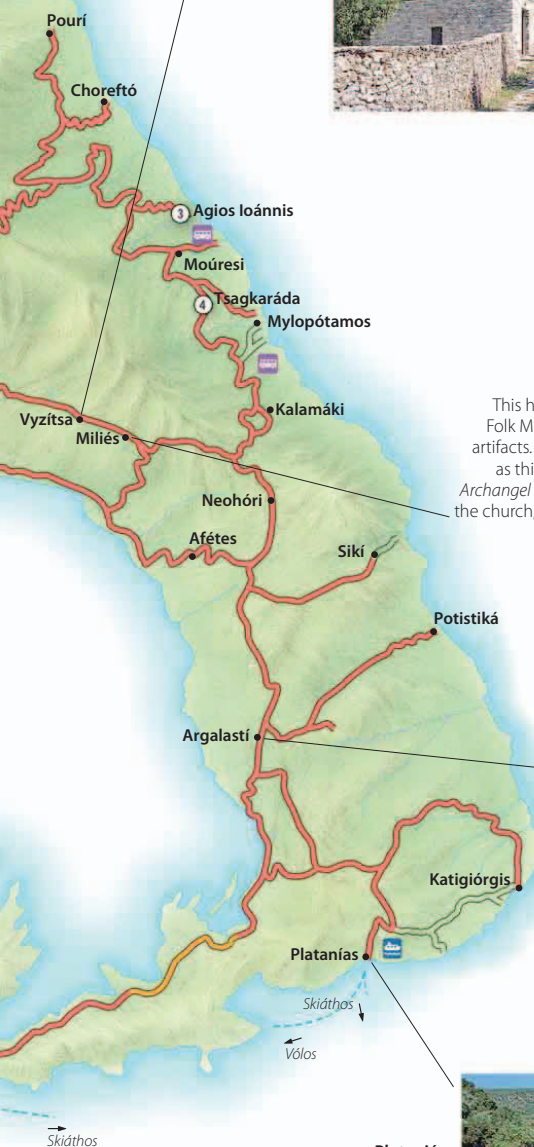 Pourí
Choreftó
3 Agios Ioánnis
Moúresi
4 Tsagkaráda
Mylopótamos
Kalamáki
Vyzítsa
Miliés
This h
Folk M
artifacts.
as thi
Archangel
the church,
Neohóri
Afétes
Sikí
Potistiká
Argalastí
Katigiórgis
Platanías
Skiáthos
Vólos
Skiáthos